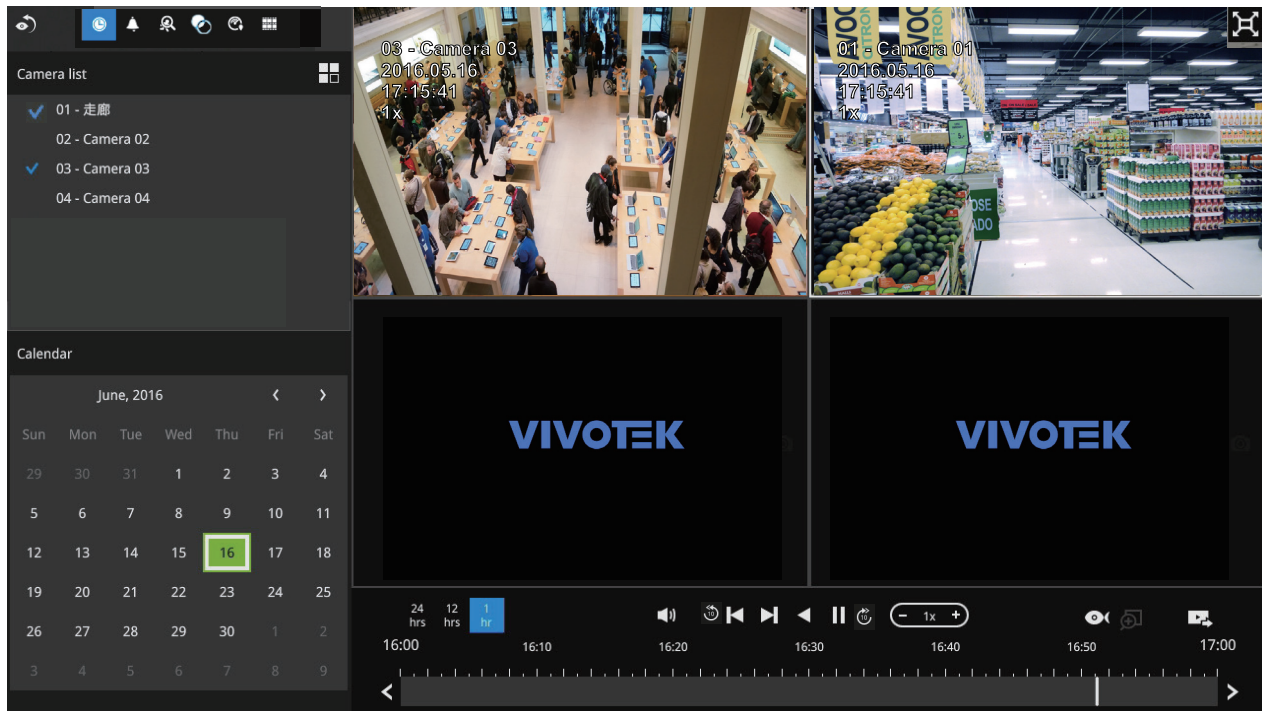 Camera list
01 - 走廊
02 - Camera 02
03 - Camera 03
04 - Camera 04
Calendar
June, 2016
Sun Mon Tue Wed Thu Fri Sat
29 30 31 1 2 3 4
5 6 7 8 9 10 11
12 13 14 15 16 17 18
19 20 21 22 23 24 25
26 27 28 29 30 1 2
3 4 5 6 7 8 9
03 - Camera 03
2016.05.16
17:15:41
1x
01 - Camera 01
2016.05.16
17:15:41
1x
VIVOTEK
VIVOTEK
24 hrs
12 hrs
1 hr
10
10
− 1x +
16:00 16:10 16:20 16:30 16:40 16:50 17:00